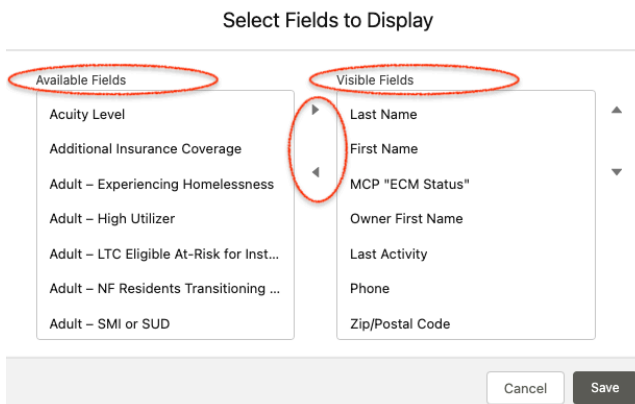 Select Fields to Display
Available Fields
Acuity Level
Additional Insurance Coverage
Adult – Experiencing Homelessness
Adult – High Utilizer
Adult – LTC Eligible At-Risk for Inst...
Adult – NF Residents Transitioning ...
Adult – SMI or SUD
Visible Fields
Last Name
First Name
MCP "ECM Status"
Owner First Name
Last Activity
Phone
Zip/Postal Code
Cancel
Save